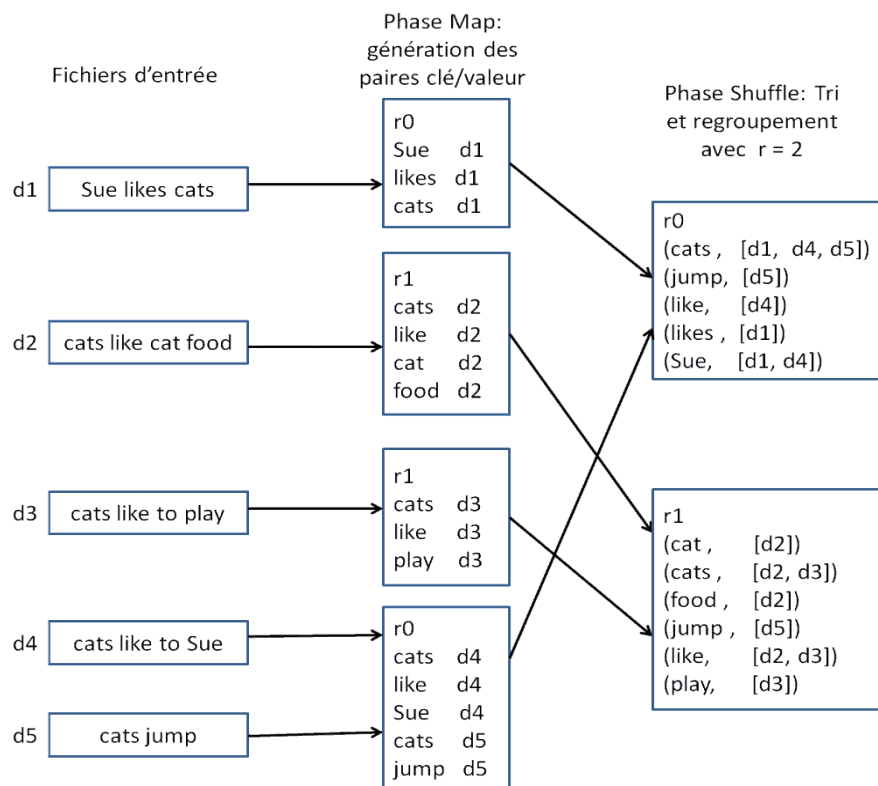 Fichiers d'entrée
d1 Sue likes cats
d2 cats like cat food
d3 cats like to play
d4 cats like to Sue
d5 cats jump
Phase Map:
génération des
paires clé/valeur
r0
Sue d1
likes d1
cats d1
r1
cats d2
like d2
cat d2
food d2
r1
cats d3
like d3
play d3
r0
cats d4
like d4
Sue d4
cats d5
jump d5
Phase Shuffle: Tri
et regroupement
avec r = 2
r0
(cats , [d1, d4, d5])
(jump, [d5])
(like, [d4])
(likes , [d1])
(Sue, [d1, d4])
r1
(cat , [d2])
(cats , [d2, d3])
(food , [d2])
(jump , [d5])
(like, [d2, d3])
(play, [d3])